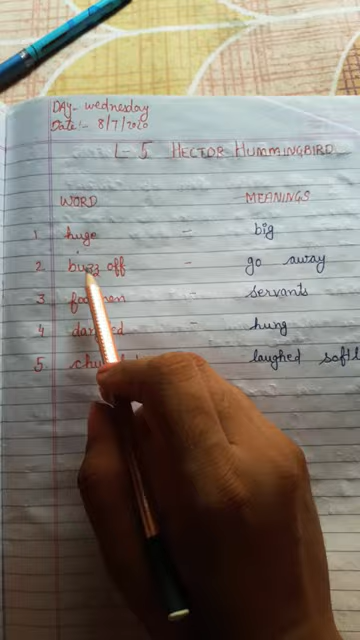 DAY- Wednesday
Date:- 8/7/2020
L-5 HECTOR HUMMINGBIRD
WORD MEANINGS
1 huge - big
2 buzz off - go away
3 - servants
4 - hung
5. laughed